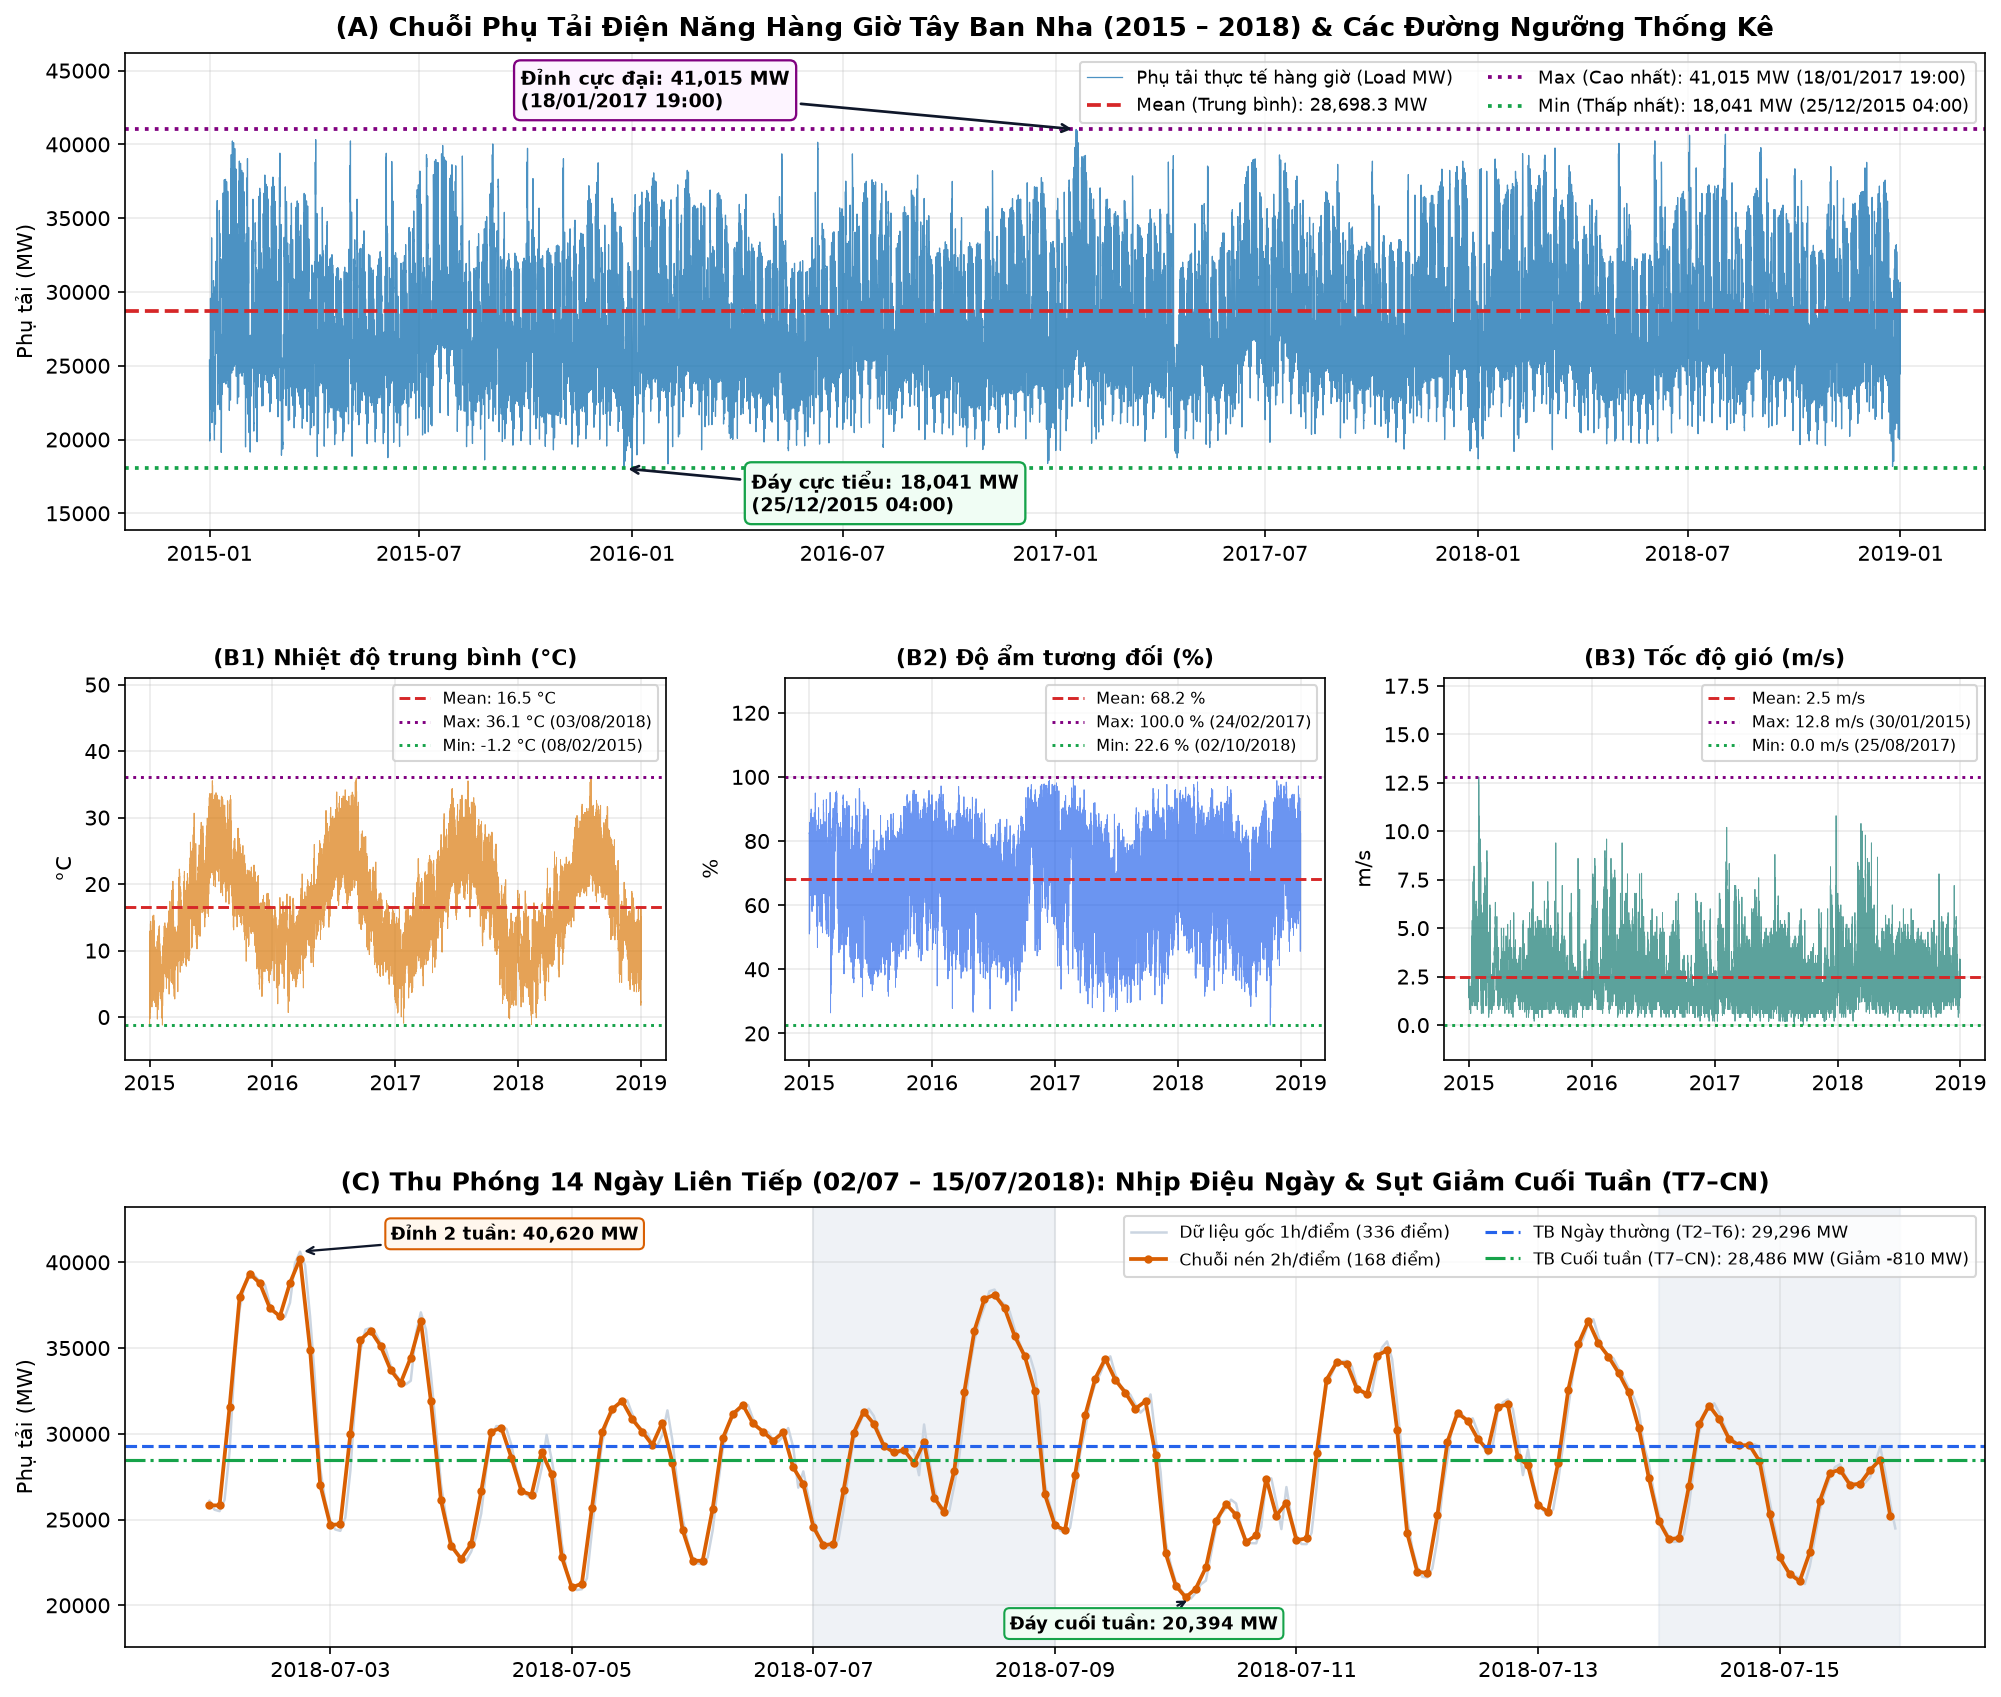 (A) Chuỗi Phụ Tải Điện Năng Hàng Giờ Tây Ban Nha (2015 – 2018) & Các Đường Ngưỡng Thống Kê
Đỉnh cực đại: 41,015 MW
(18/01/2017 19:00)
Phụ tải thực tế hàng giờ (Load MW)
Mean (Trung bình): 28,698.3 MW
Max (Cao nhất): 41,015 MW (18/01/2017 19:00)
Min (Thấp nhất): 18,041 MW (25/12/2015 04:00)
Đáy cực tiểu: 18,041 MW
(25/12/2015 04:00)
Phụ tải (MW)
45000
40000
35000
30000
25000
20000
15000
2015-01
2015-07
2016-01
2016-07
2017-01
2017-07
2018-01
2018-07
2019-01
(B1) Nhiệt độ trung bình (°C)
Mean: 16.5 °C
Max: 36.1 °C (03/08/2018)
Min: -1.2 °C (08/02/2015)
°C
50
40
30
20
10
0
2015
2016
2017
2018
2019
(B2) Độ ẩm tương đối (%)
Mean: 68.2 %
Max: 100.0 % (24/02/2017)
Min: 22.6 % (02/10/2018)
%
120
100
80
60
40
20
2015
2016
2017
2018
2019
(B3) Tốc độ gió (m/s)
Mean: 2.5 m/s
Max: 12.8 m/s (30/01/2015)
Min: 0.0 m/s (25/08/2017)
m/s
17.5
15.0
12.5
10.0
7.5
5.0
2.5
0.0
2015
2016
2017
2018
2019
(C) Thu Phóng 14 Ngày Liên Tiếp (02/07 – 15/07/2018): Nhịp Điệu Ngày & Sụt Giảm Cuối Tuần (T7–CN)
Đỉnh 2 tuần: 40,620 MW
Dữ liệu gốc 1h/điểm (336 điểm)
Chuỗi nén 2h/điểm (168 điểm)
TB Ngày thường (T2–T6): 29,296 MW
TB Cuối tuần (T7–CN): 28,486 MW (Giảm -810 MW)
Đáy cuối tuần: 20,394 MW
Phụ tải (MW)
40000
35000
30000
25000
20000
2018-07-03
2018-07-05
2018-07-07
2018-07-09
2018-07-11
2018-07-13
2018-07-15